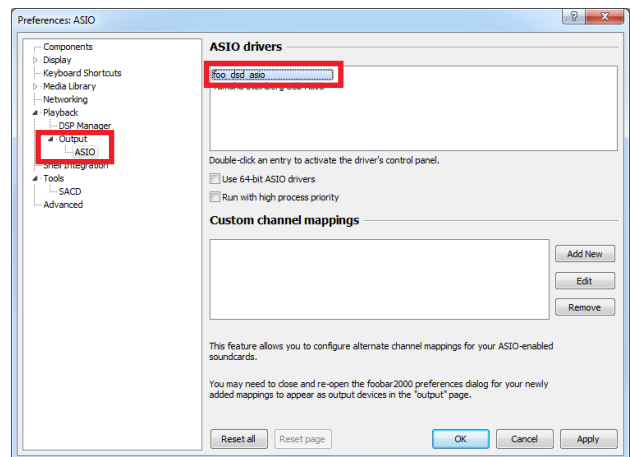 Preferences: ASIO
Components
Display
Keyboard Shortcuts
Media Library
Networking
Playback
DSP Manager
Output
ASIO
Shell Integration
Tools
SACD
Advanced
ASIO drivers
foo_dsd_asio
Yamaha Steinberg USB ASIO
Double-click an entry to activate the driver's control panel.
Use 64-bit ASIO drivers
Run with high process priority
Custom channel mappings
Add New
Edit
Remove
This feature allows you to configure alternate channel mappings for your ASIO-enabled
soundcards.
You may need to close and re-open the foobar2000 preferences dialog for your newly
added mappings to appear as output devices in the "output" page.
Reset all
Reset page
OK
Cancel
Apply